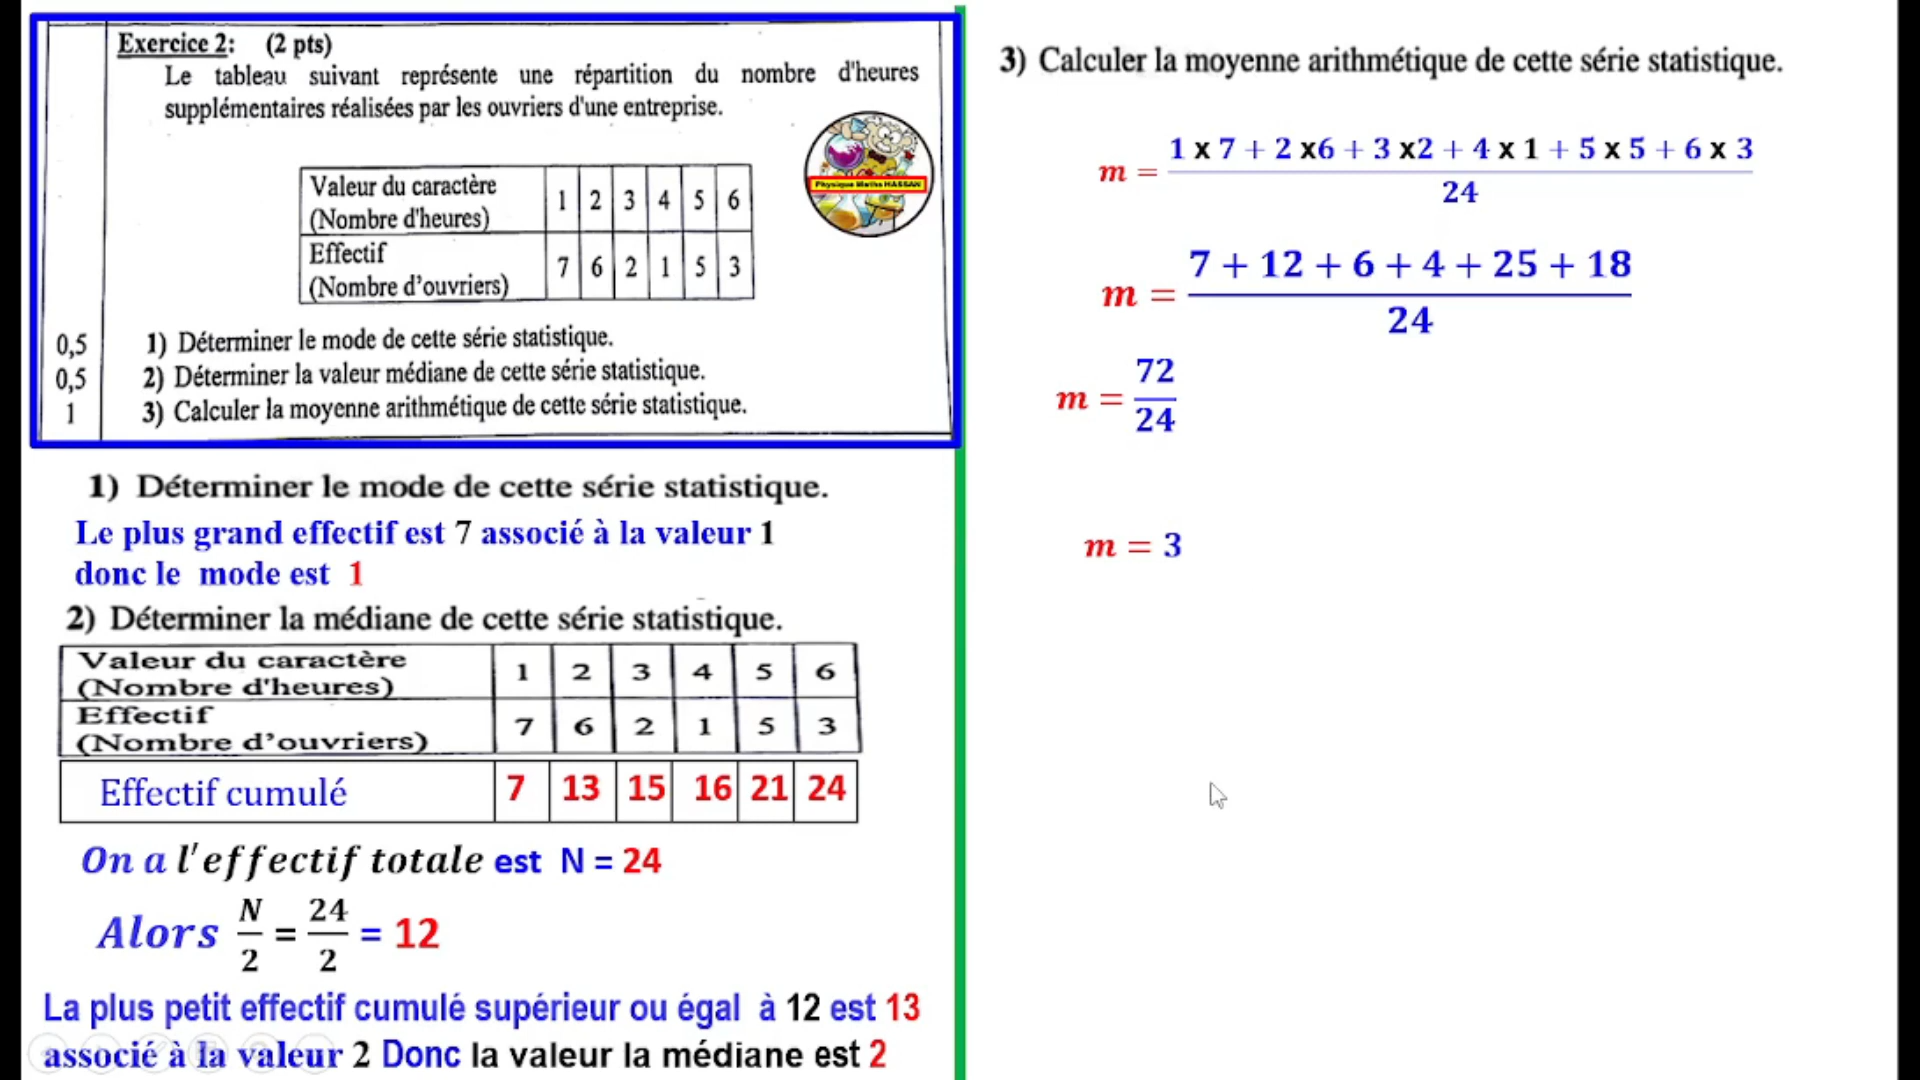 Exercice 2: (2 pts)
Le tableau suivant représente une répartition du nombre d'heures
supplémentaires réalisées par les ouvriers d'une entreprise.
Physique Maths HASSAN
Valeur du caractère
(Nombre d'heures) 1 2 3 4 5 6
Effectif
(Nombre d'ouvriers) 7 6 2 1 5 3
0,5 1) Déterminer le mode de cette série statistique.
0,5 2) Déterminer la valeur médiane de cette série statistique.
1 3) Calculer la moyenne arithmétique de cette série statistique.
1) Déterminer le mode de cette série statistique.
Le plus grand effectif est 7 associé à la valeur 1
donc le mode est 1
2) Déterminer la médiane de cette série statistique.
Valeur du caractère
(Nombre d'heures) 1 2 3 4 5 6
Effectif
(Nombre d'ouvriers) 7 6 2 1 5 3
Effectif cumulé 7 13 15 16 21 24
On a l'effectif totale est N = 24
Alors N/2 = 24/2 = 12
La plus petit effectif cumulé supérieur ou égal à 12 est 13
associé à la valeur 2 Donc la valeur la médiane est 2
3) Calculer la moyenne arithmétique de cette série statistique.
m = 1 x 7 + 2 x6 + 3 x2 + 4 x 1 + 5 x 5 + 6 x 3 / 24
m = 7 + 12 + 6 + 4 + 25 + 18 / 24
m = 72/24
m = 3